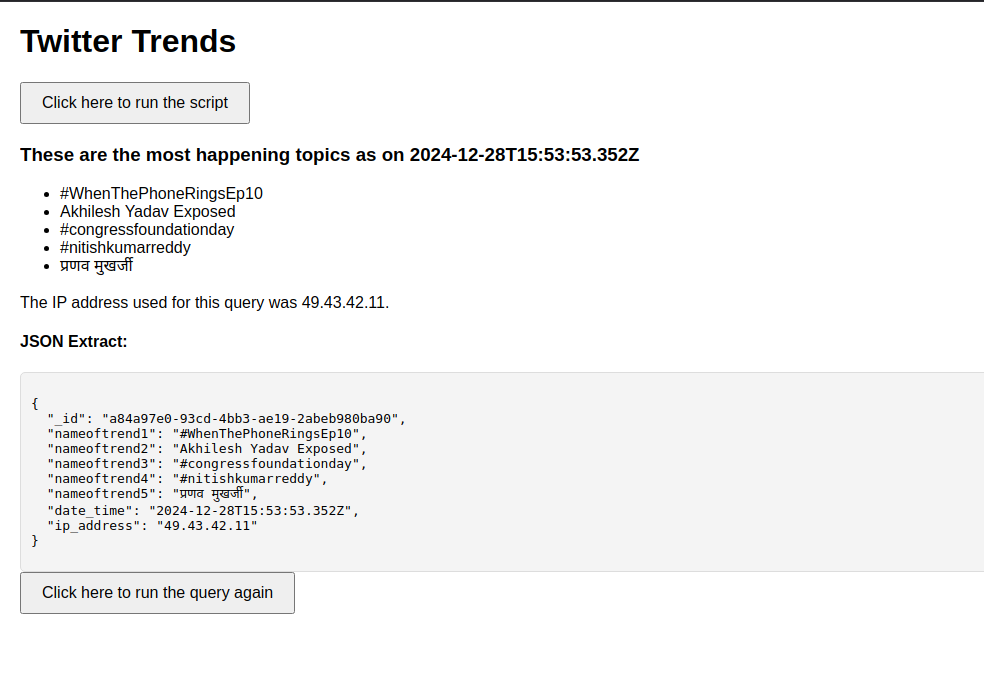 Twitter Trends
Click here to run the script
These are the most happening topics as on 2024-12-28T15:53:53.352Z
#WhenThePhoneRingsEp10
Akhilesh Yadav Exposed
#congressfoundationday
#nitishkumarreddy
प्रणव मुखर्जी
The IP address used for this query was 49.43.42.11.
JSON Extract:
{
  "_id": "a84a97e0-93cd-4bb3-ae19-2abeb980ba90",
  "nameoftrend1": "#WhenThePhoneRingsEp10",
  "nameoftrend2": "Akhilesh Yadav Exposed",
  "nameoftrend3": "#congressfoundationday",
  "nameoftrend4": "#nitishkumarreddy",
  "nameoftrend5": "प्रणव मुखर्जी",
  "date_time": "2024-12-28T15:53:53.352Z",
  "ip_address": "49.43.42.11"
}
Click here to run the query again